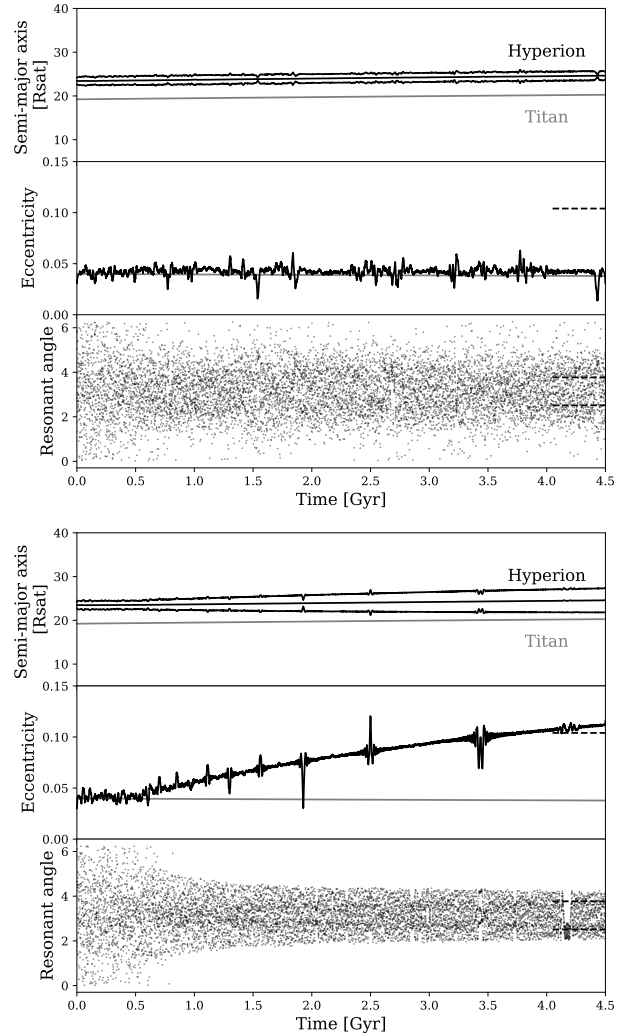 Semi-major axis
[Rsat]
40
30
20
10
Hyperion
Titan
Eccentricity
0.15
0.10
0.05
0.00
Resonant angle
6
4
2
0
0.0 0.5 1.0 1.5 2.0 2.5 3.0 3.5 4.0 4.5
Time [Gyr]
Semi-major axis
[Rsat]
40
30
20
10
Hyperion
Titan
Eccentricity
0.15
0.10
0.05
0.00
Resonant angle
6
4
2
0
0.0 0.5 1.0 1.5 2.0 2.5 3.0 3.5 4.0 4.5
Time [Gyr]